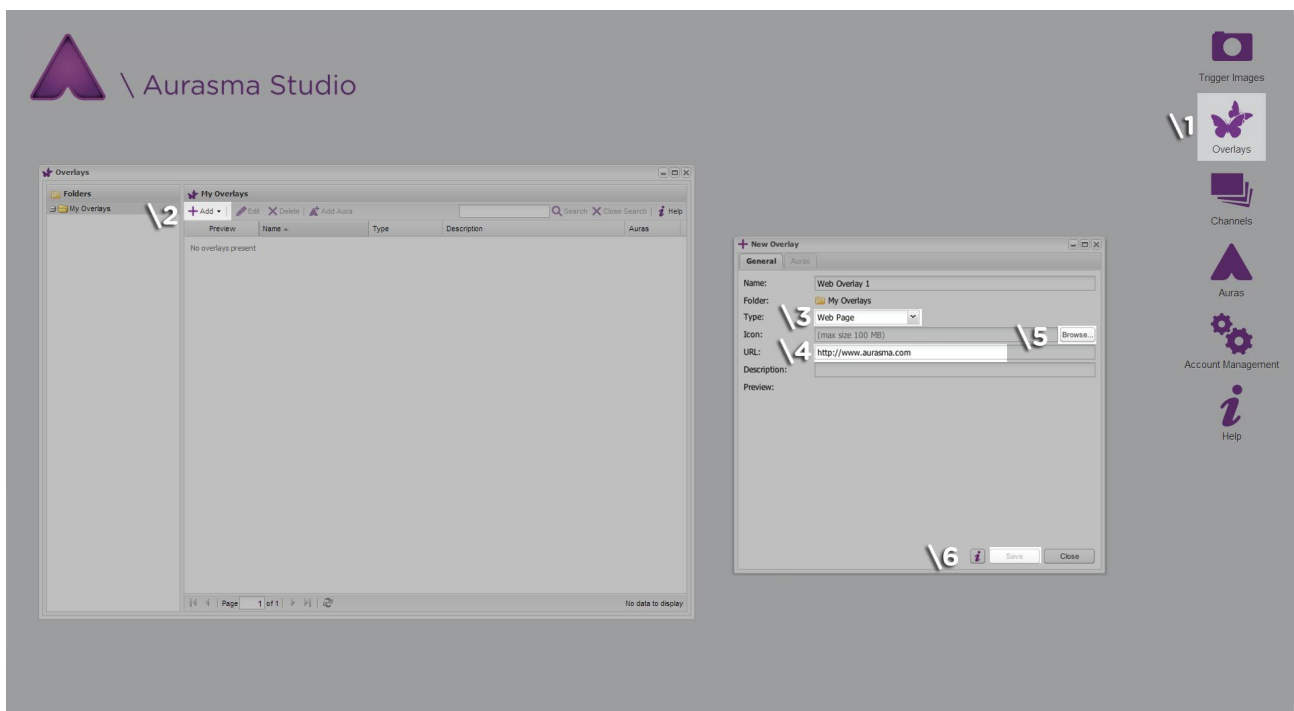 \ Aurasma Studio
Trigger Images
\1
Overlays
Channels
Auras
Account Management
Help
Overlays
Folders
My Overlays
My Overlays
\2
Add Edit Delete Add Aura Search Close Search Help
Preview Name Type Description Auras
No overlays present
Page 1 of 1 No data to display
New Overlay
General Auras
Name: Web Overlay 1
Folder: My Overlays
Type: \3 Web Page
Icon: (max size 100 MB) \5 Browse...
URL: \4 http://www.aurasma.com
Description:
Preview:
\6 i Save Close